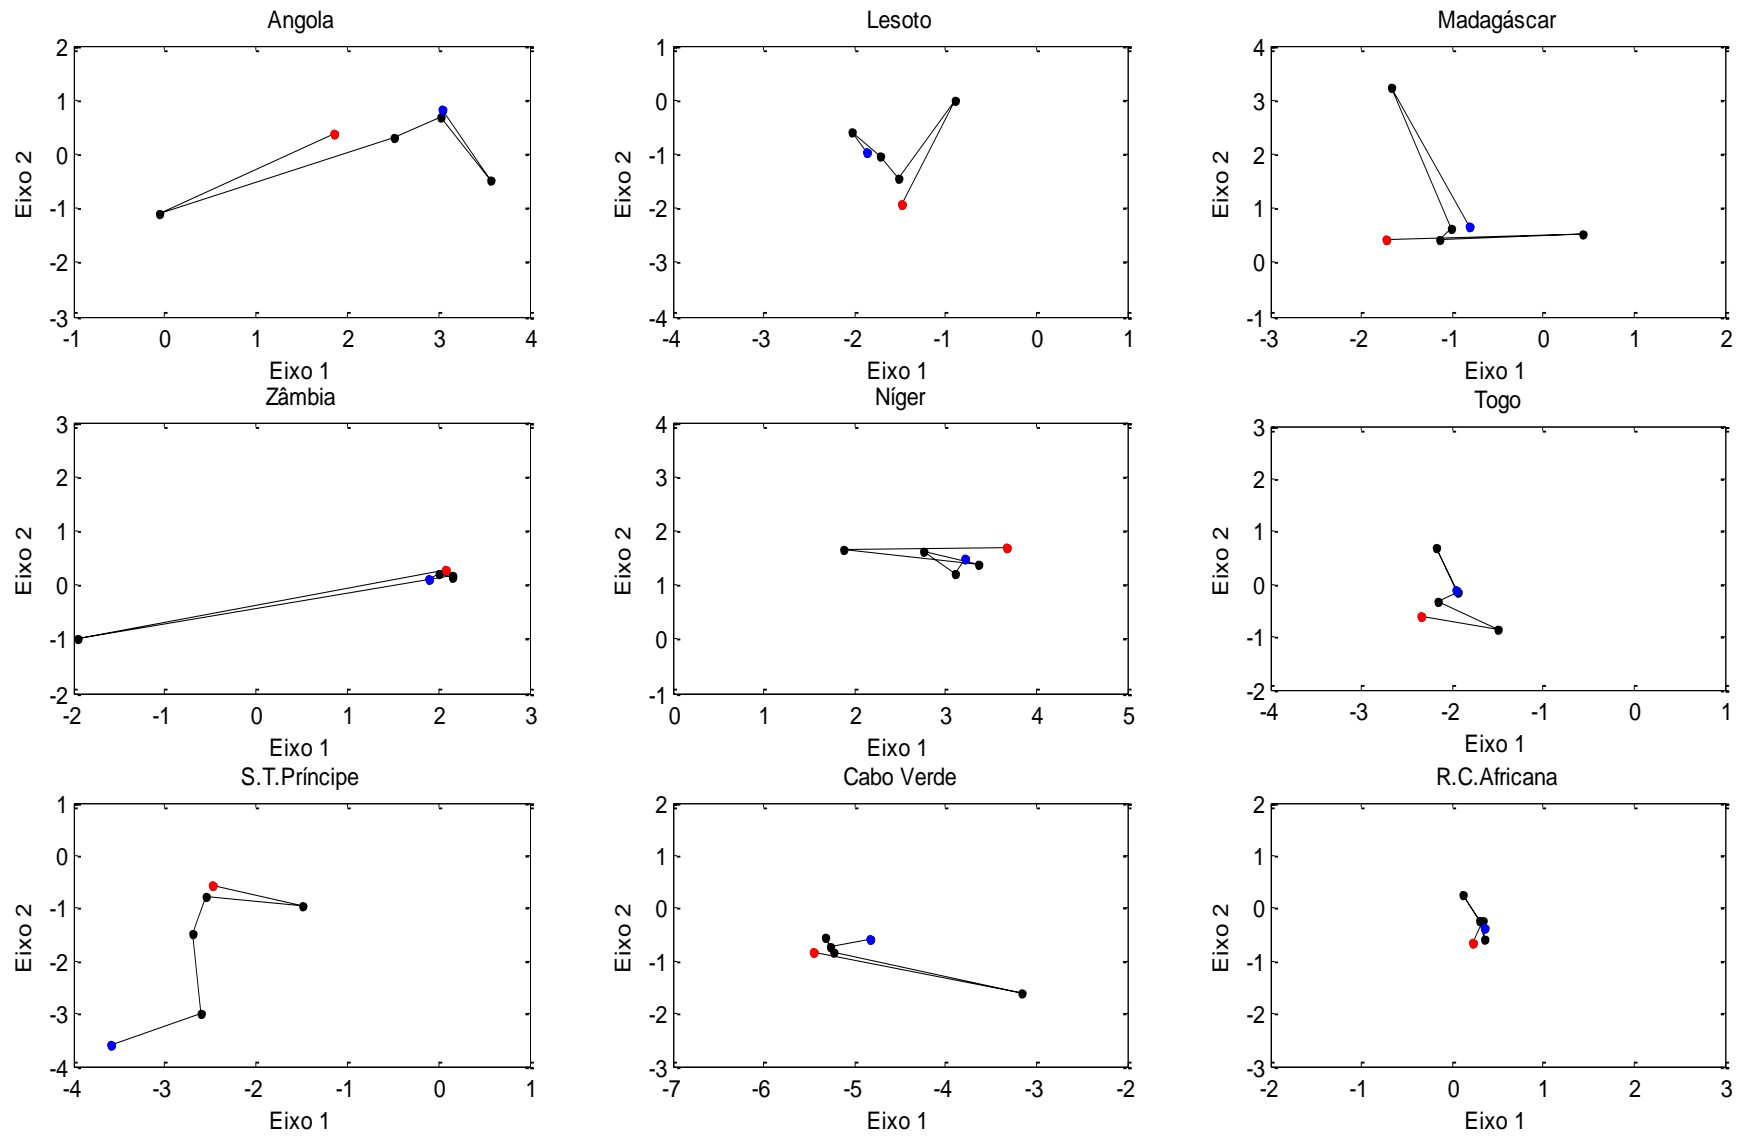 Angola
2
1
0
-1
-2
-3
Eixo 2
-1 0 1 2 3 4
Eixo 1
Lesoto
1
0
-1
-2
-3
-4
Eixo 2
-4 -3 -2 -1 0 1
Eixo 1
Madagáscar
4
3
2
1
0
-1
Eixo 2
-3 -2 -1 0 1 2
Eixo 1
Zâmbia
3
2
1
0
-1
-2
Eixo 2
-2 -1 0 1 2 3
Eixo 1
Níger
4
3
2
1
0
-1
Eixo 2
0 1 2 3 4 5
Eixo 1
Togo
3
2
1
0
-1
-2
Eixo 2
-4 -3 -2 -1 0 1
Eixo 1
S.T.Príncipe
1
0
-1
-2
-3
-4
Eixo 2
-4 -3 -2 -1 0 1
Eixo 1
Cabo Verde
2
1
0
-1
-2
-3
Eixo 2
-7 -6 -5 -4 -3 -2
Eixo 1
R.C.Africana
2
1
0
-1
-2
-3
Eixo 2
-2 -1 0 1 2 3
Eixo 1